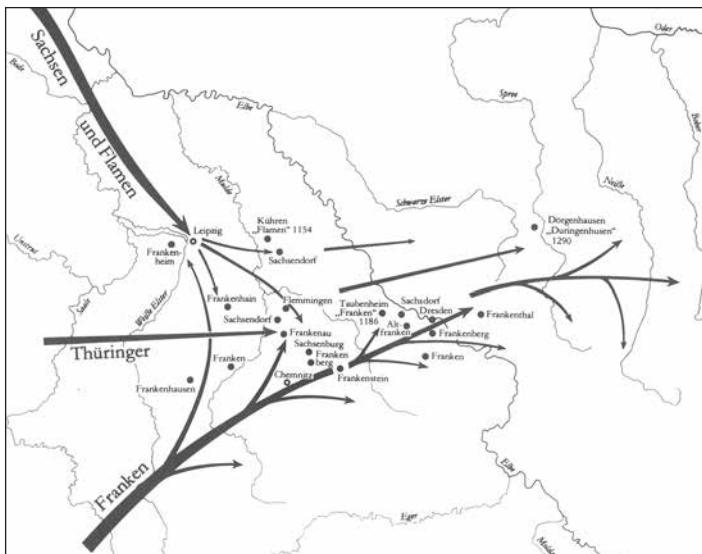 Sachsen
und Flamen
Bode
Elbe
Oder
Spree
Bober
Neiße
Mulde
Schwarze Elster
Unstrut
Saale
Weiße Elster
Leipzig
Franken-
heim
Kühren
„Flamen“ 1154
Sachsendorf
Dörgenhausen
„Duringenhusen“
1290
Frankenhain
Flemmingen
Sachsendorf
Frankenau
Sachsenburg
Franken
berg
Taubenheim
„Franken“
1186
Sachsdorf
Dresden
Alt-
franken
Frankenberg
Frankenthal
Thüringer
Franken
Frankenhausen
Chemnitz
Frankenstein
Franken
Franken
Eger
Elbe
Moldau